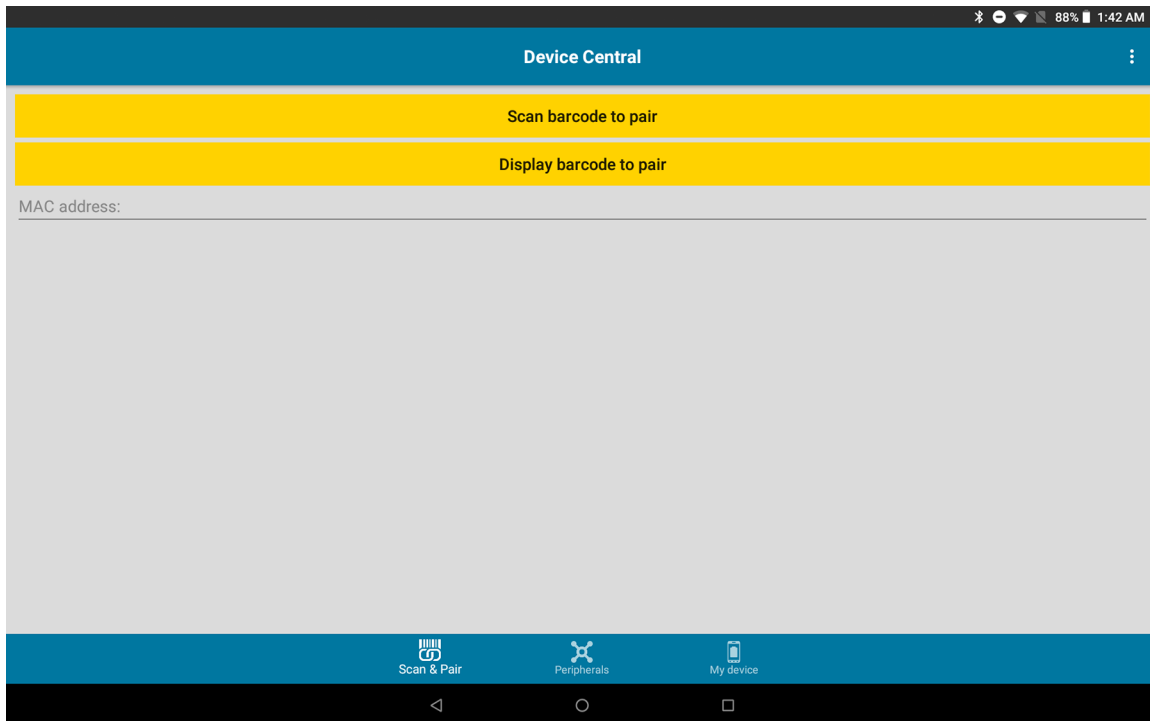 88% 1:42 AM
Device Central
Scan barcode to pair
Display barcode to pair
MAC address:
Scan & Pair
Peripherals
My device